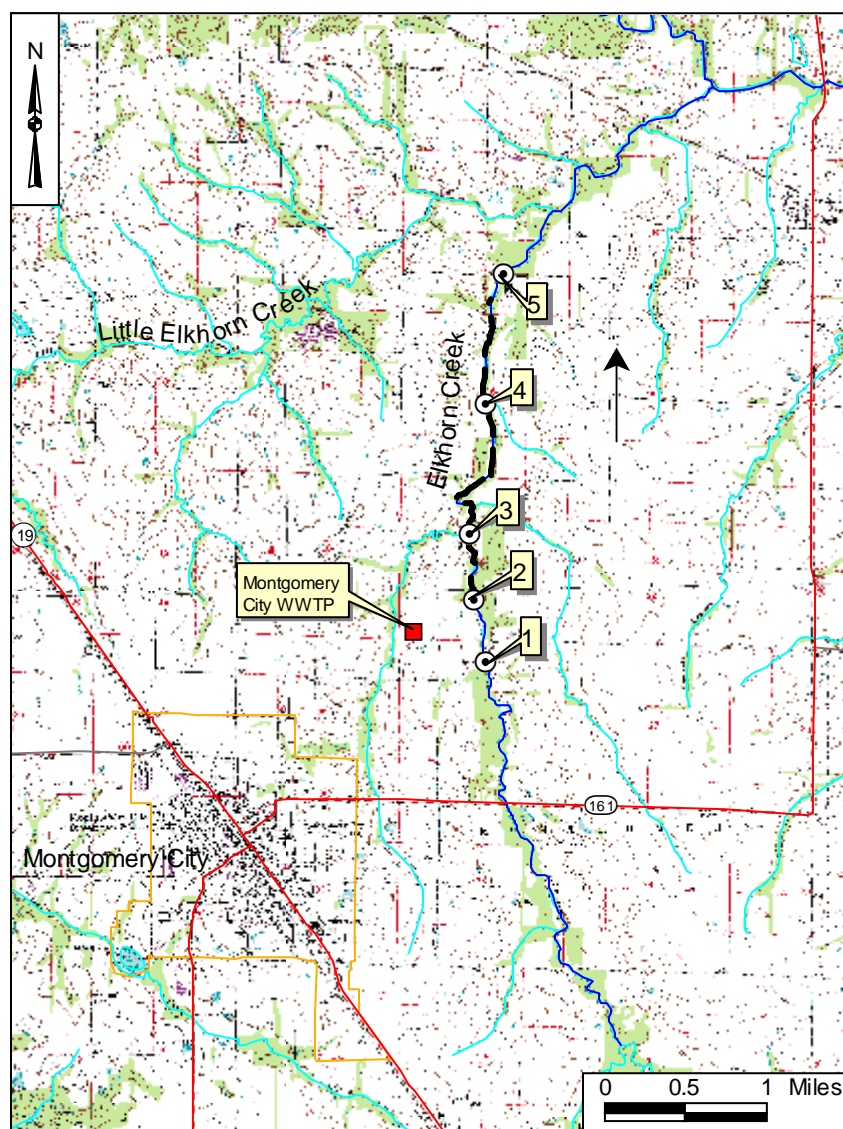 N
Little Elkhorn Creek
Elkhorn Creek
5
4
3
2
1
19
Montgomery
City WWTP
161
Montgomery City
0 0.5 1 Miles